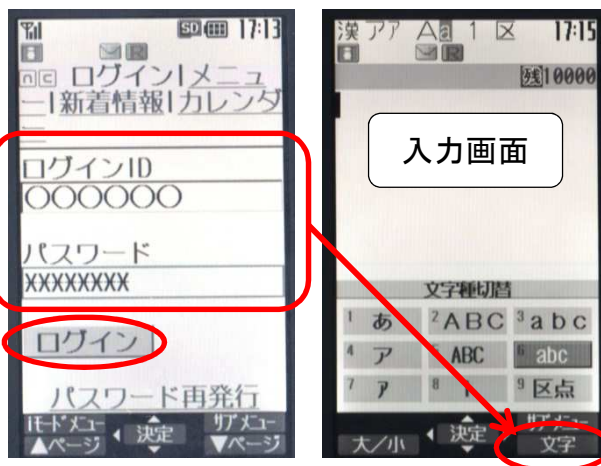 17:13
nc ログイン|メニュ
ー|新着情報|カレンダ
ー
ログインID
○○○○○○
パスワード
XXXXXXXX
ログイン
パスワード再発行
iモードメニュー
サブメニュー
▲ページ
決定
▼ページ
漢 アア Aa 1 区 17:15
残10000
入力画面
文字種切替
1 あ
2 ABC
3 abc
4 ア
5 ABC
6 abc
7 ア
8 1
9 区点
サブメニュー
大/小
決定
文字